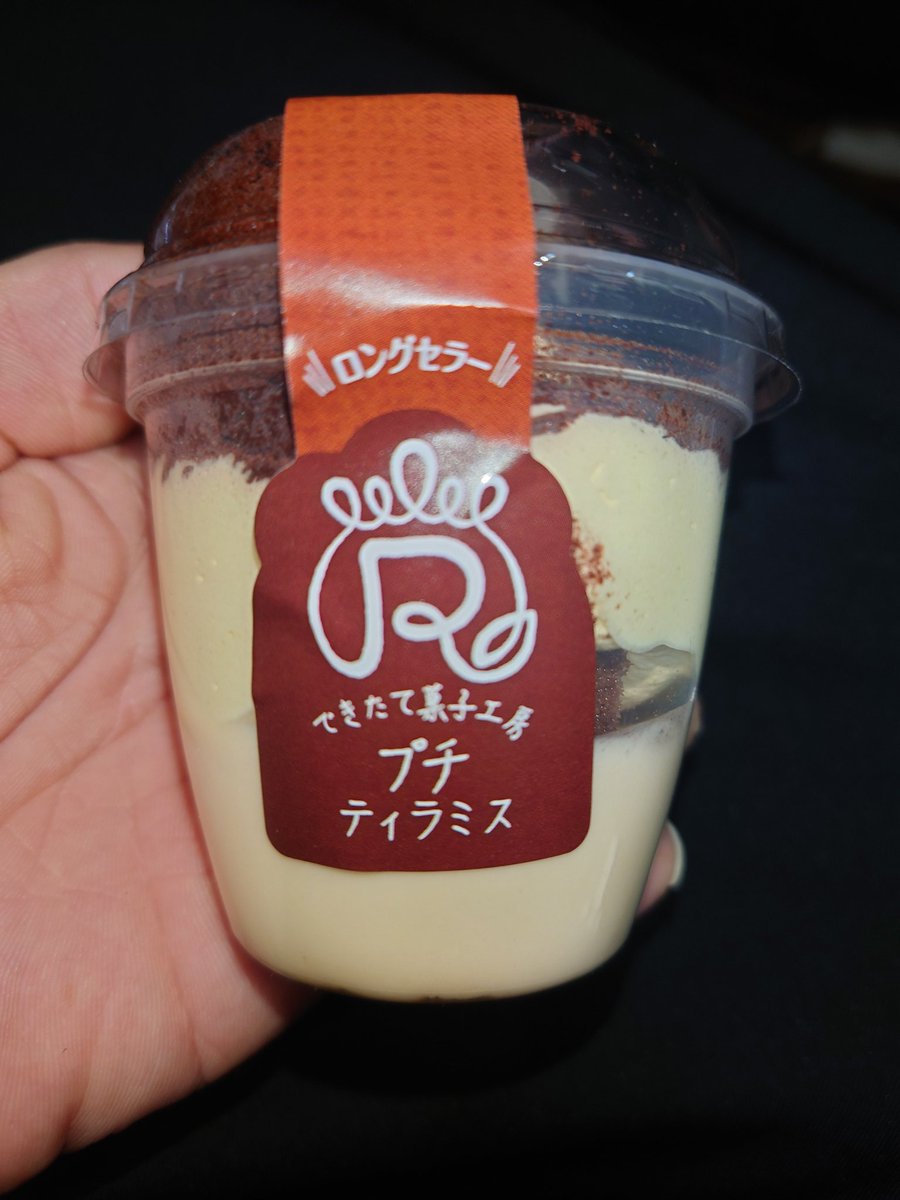 ロングセラー
R
できたて菓子工房
プチ
ティラミス